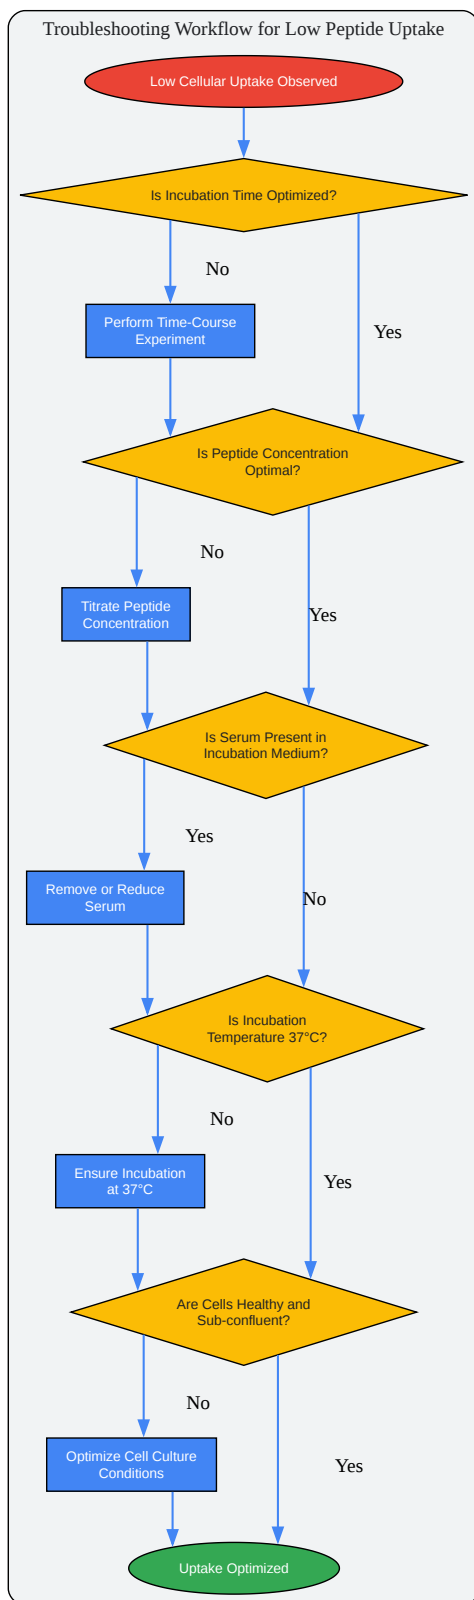 Troubleshooting Workflow for Low Peptide Uptake
Low Cellular Uptake Observed
Is Incubation Time Optimized?
No
Yes
Perform Time-Course
Experiment
Is Peptide Concentration
Optimal?
No
Yes
Titrate Peptide
Concentration
Is Serum Present in
Incubation Medium?
Yes
No
Remove or Reduce
Serum
Is Incubation
Temperature 37°C?
No
Yes
Ensure Incubation
at 37°C
Are Cells Healthy and
Sub-confluent?
No
Yes
Optimize Cell Culture
Conditions
Uptake Optimized